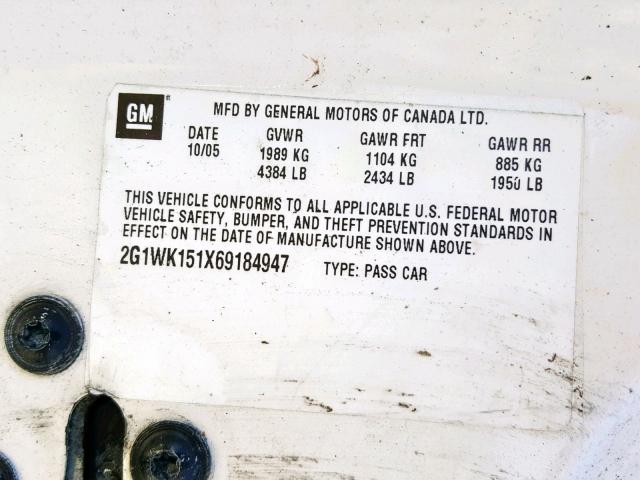 GM
MFD BY GENERAL MOTORS OF CANADA LTD.
DATE GVWR GAWR FRT GAWR RR
10/05 1989 KG 1104 KG 885 KG
4384 LB 2434 LB 1950 LB
THIS VEHICLE CONFORMS TO ALL APPLICABLE U.S. FEDERAL MOTOR
VEHICLE SAFETY, BUMPER, AND THEFT PREVENTION STANDARDS IN
EFFECT ON THE DATE OF MANUFACTURE SHOWN ABOVE.
2G1WK151X69184947 TYPE: PASS CAR